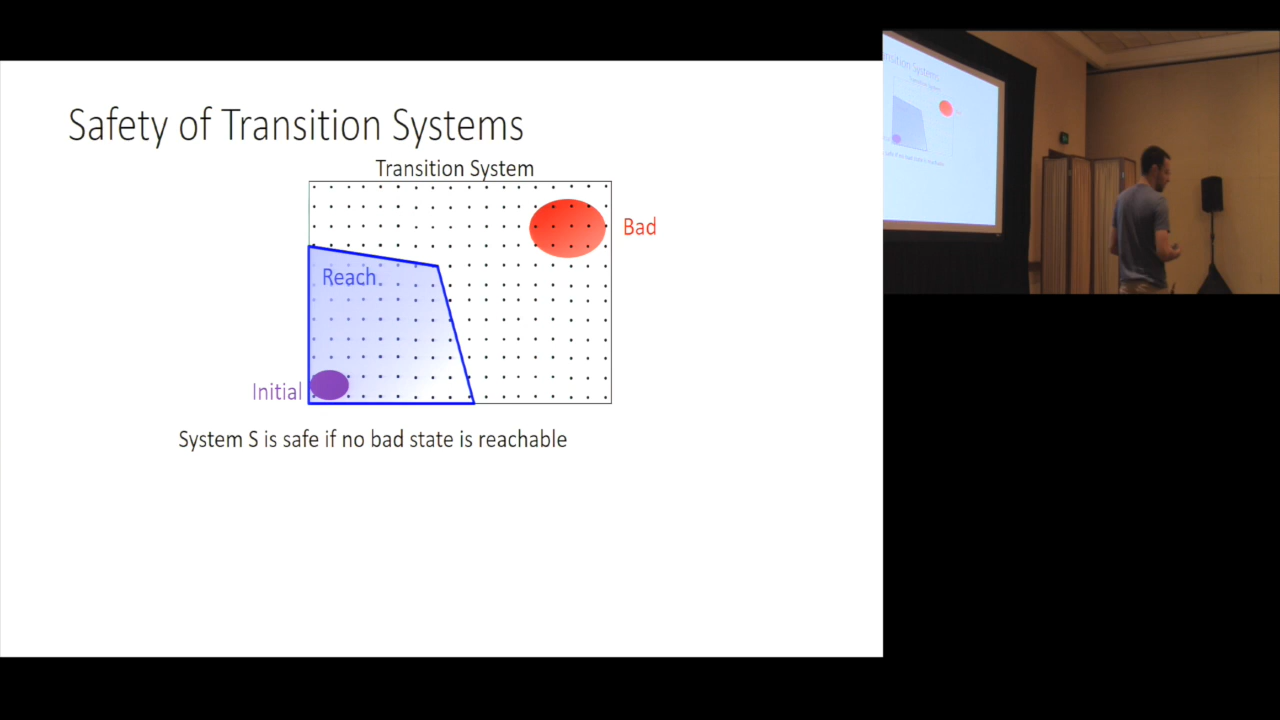 Safety of Transition Systems
Transition System
Bad
Reach
Initial
System S is safe if no bad state is reachable